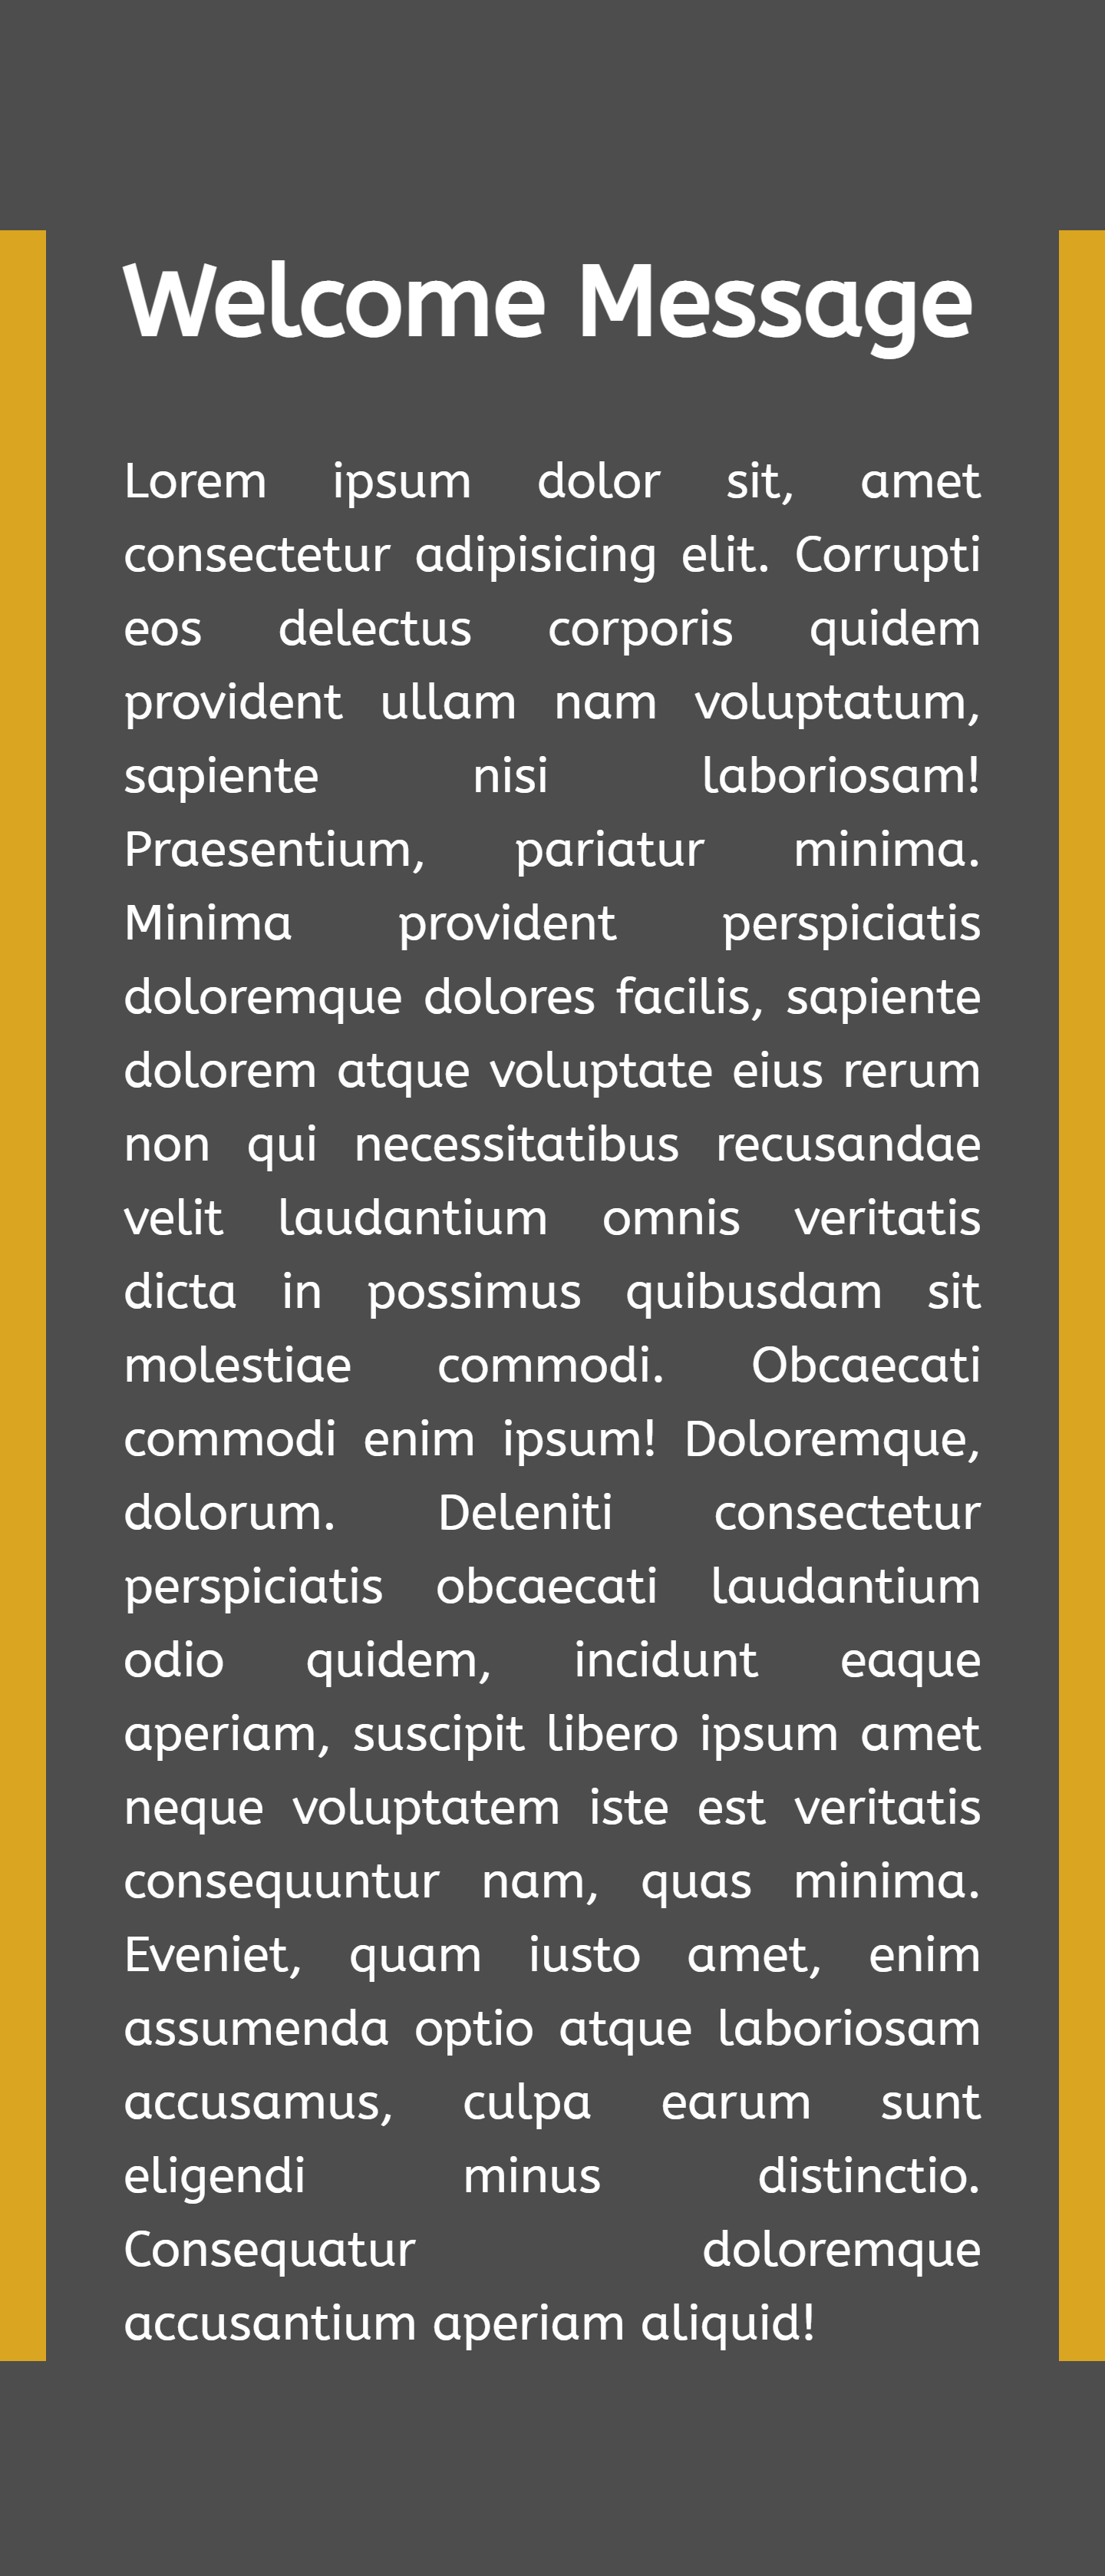 Welcome Message
Lorem ipsum dolor sit, amet
consectetur adipisicing elit. Corrupti
eos delectus corporis quidem
provident ullam nam voluptatum,
sapiente nisi laboriosam!
Praesentium, pariatur minima.
Minima provident perspiciatis
doloremque dolores facilis, sapiente
dolorem atque voluptate eius rerum
non qui necessitatibus recusandae
velit laudantium omnis veritatis
dicta in possimus quibusdam sit
molestiae commodi. Obcaecati
commodi enim ipsum! Doloremque,
dolorum. Deleniti consectetur
perspiciatis obcaecati laudantium
odio quidem, incidunt eaque
aperiam, suscipit libero ipsum amet
neque voluptatem iste est veritatis
consequuntur nam, quas minima.
Eveniet, quam iusto amet, enim
assumenda optio atque laboriosam
accusamus, culpa earum sunt
eligendi minus distinctio.
Consequatur doloremque
accusantium aperiam aliquid!